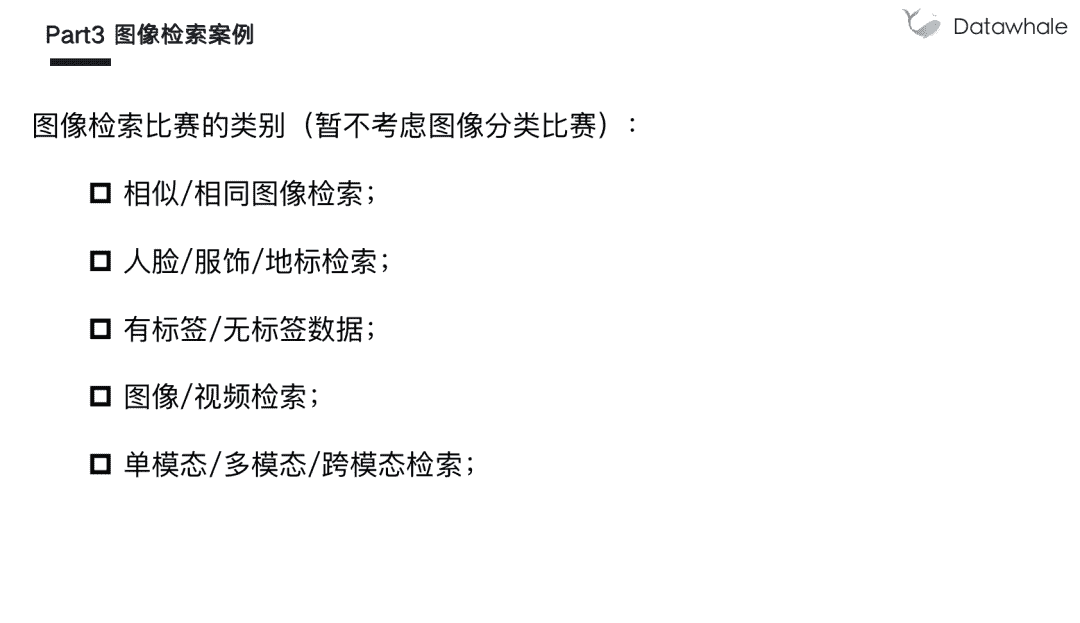 Part3 图像检索案例
Datawhale
图像检索比赛的类别（暂不考虑图像分类比赛）：
相似/相同图像检索；
人脸/服饰/地标检索；
有标签/无标签数据；
图像/视频检索；
单模态/多模态/跨模态检索；